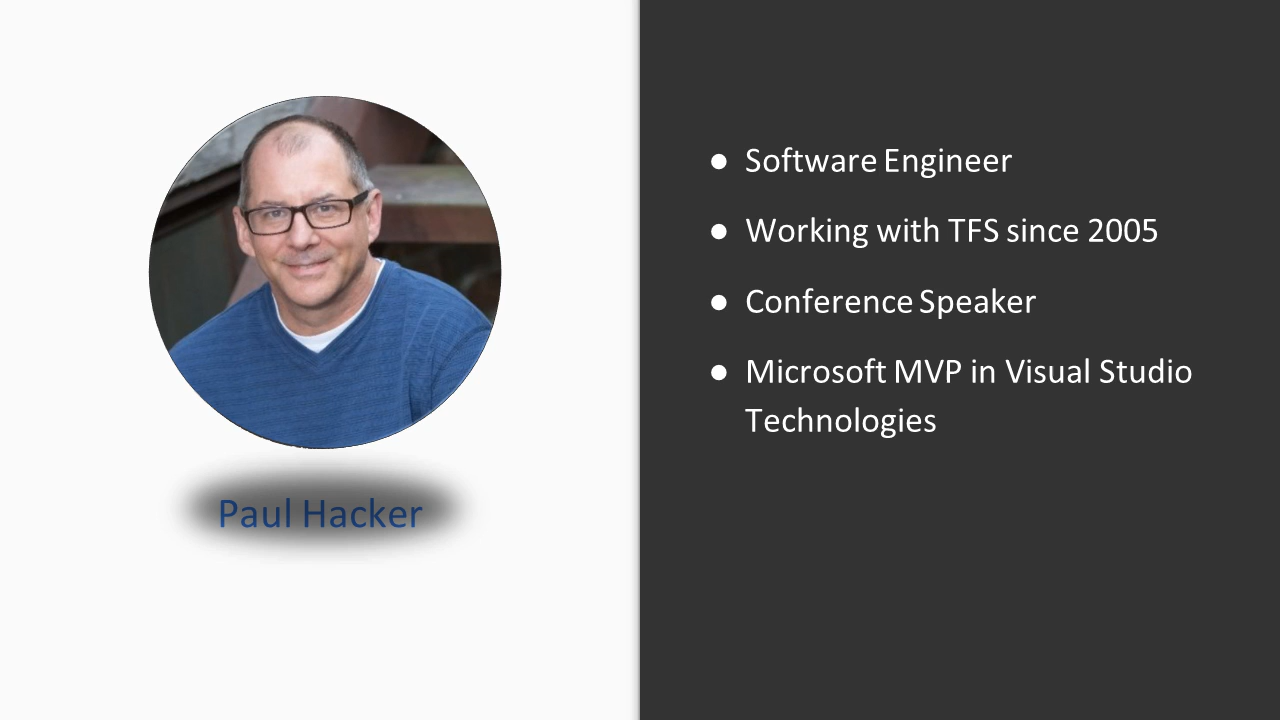 Paul Hacker
● Software Engineer
● Working with TFS since 2005
● Conference Speaker
● Microsoft MVP in Visual Studio
Technologies